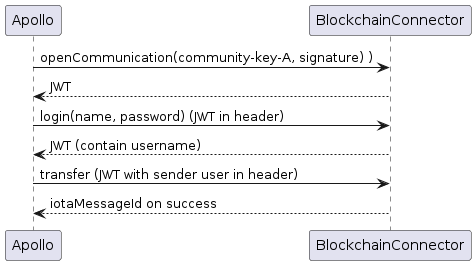 Apollo
BlockchainConnector
openCommunication(community-key-A, signature) )
JWT
login(name, password) (JWT in header)
JWT (contain username)
transfer (JWT with sender user in header)
iotaMessageId on success
Apollo
BlockchainConnector